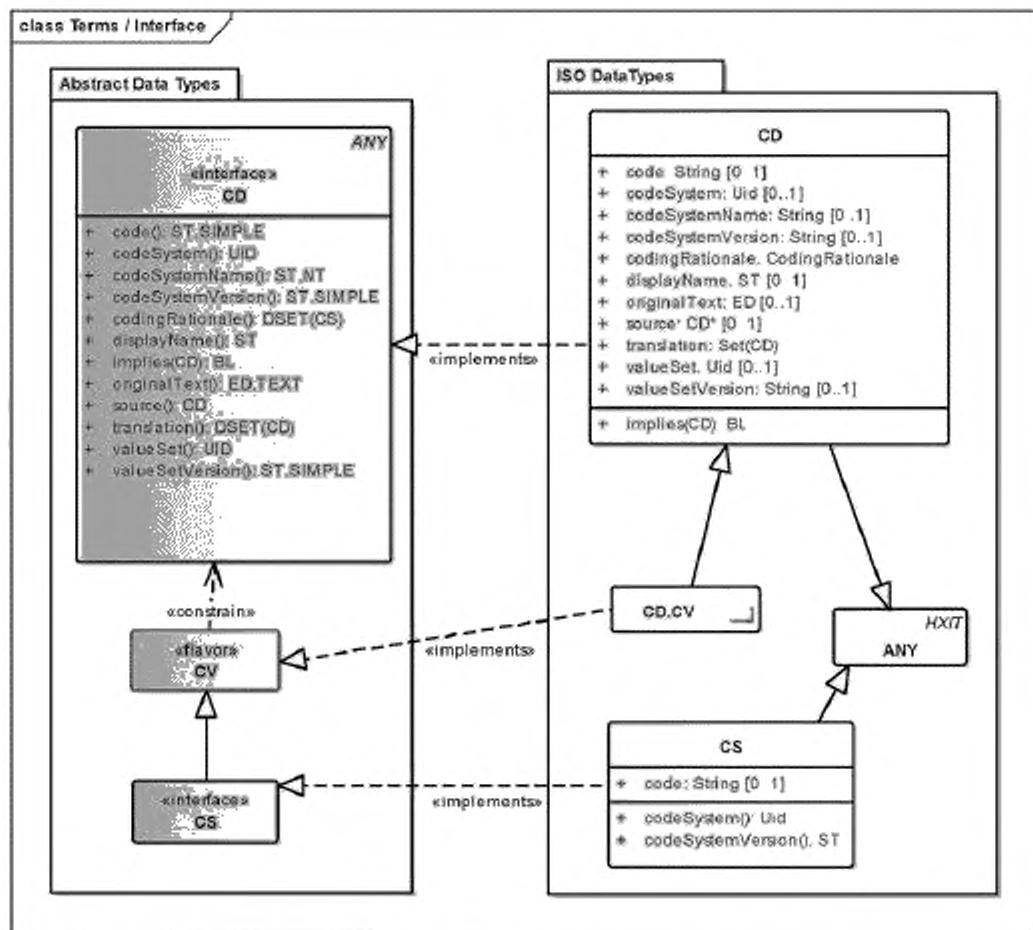 class Terms / Interface
Abstract Data Types
ANY
«interface»
CD
+ code(): ST.SIMPLE
+ codeSystem(): UID
+ codeSystemName(): ST.NT
+ codeSystemVersion(): ST.SIMPLE
+ codingRationale(): DSET(CS)
+ displayName(): ST
+ implies(CD): BL
+ originalText(): ED.TEXT
+ source(): CD
+ translation(): DSET(CD)
+ valueSet(): UID
+ valueSetVersion(): ST.SIMPLE
«constrain»
«flavor»
CV
«interface»
CS
«implements»
«implements»
«implements»
ISO DataTypes
CD
+ code: String [0..1]
+ codeSystem: Uid [0..1]
+ codeSystemName: String [0..1]
+ codeSystemVersion: String [0..1]
+ codingRationale: CodingRationale
+ displayName: ST [0..1]
+ originalText: ED [0..1]
+ source: CD* [0..1]
+ translation: Set(CD)
+ valueSet: Uid [0..1]
+ valueSetVersion: String [0..1]
+ implies(CD): BL
CD.CV
HXIT
ANY
CS
+ code: String [0..1]
+ codeSystem(): Uid
+ codeSystemVersion(): ST